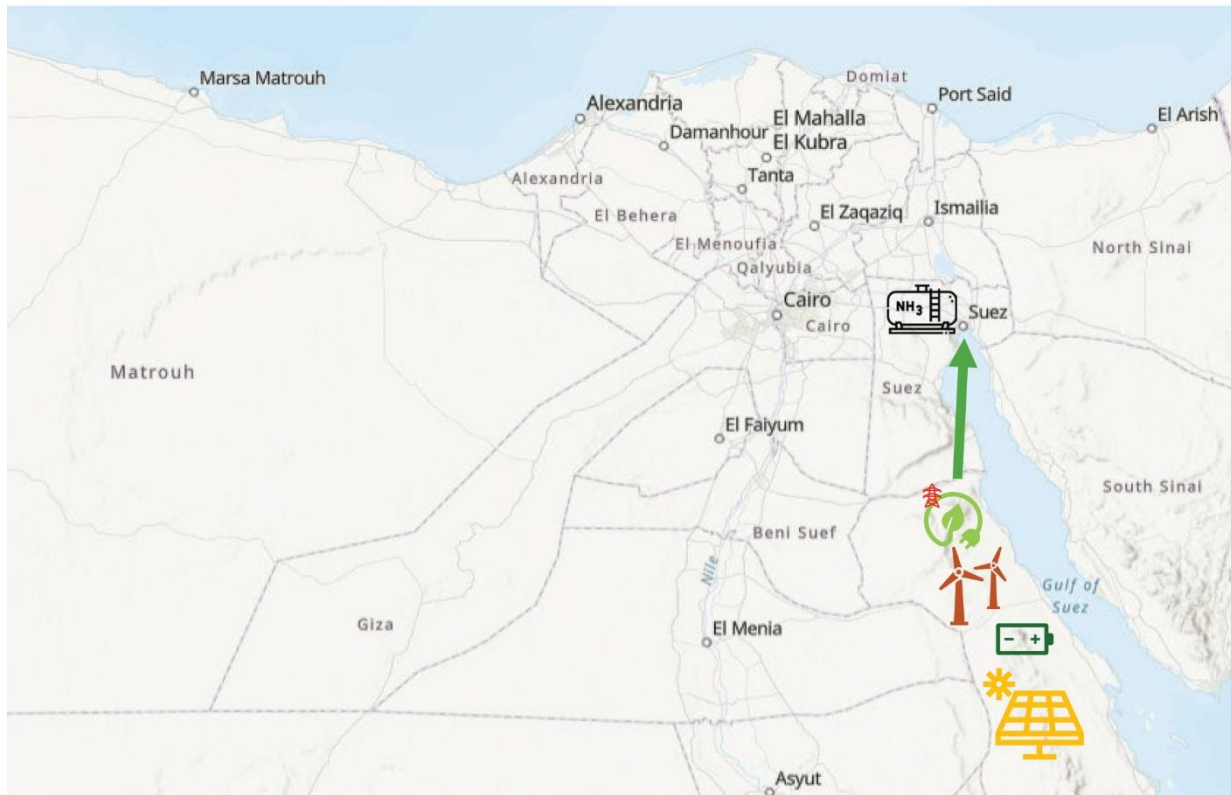 Marsa Matrouh
Domiat
Port Said
Alexandria
El Mahalla
El Kubra
El Arish
Damanhour
Tanta
Alexandria
El Zaqaziq
Ismailia
El Behera
El Menoufia
North Sinai
Qalyubia
Cairo
NH3
Suez
Cairo
Matrouh
Suez
El Faiyum
South Sinai
Beni Suef
Nile
Gulf of
Suez
Giza
El Menia
- +
Asyut